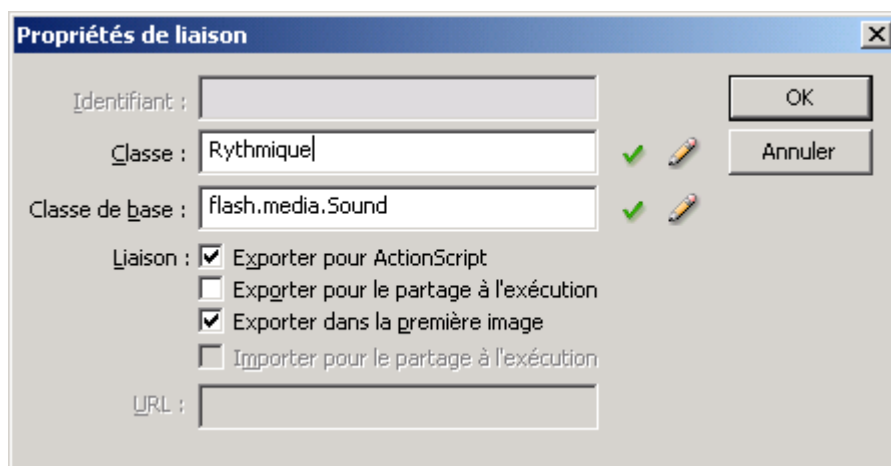 Propriétés de liaison
Identifiant :
OK
Classe : Rythmique
Annuler
Classe de base : flash.media.Sound
Liaison : Exporter pour ActionScript
Exporter pour le partage à l'exécution
Exporter dans la première image
Importer pour le partage à l'exécution
URL :